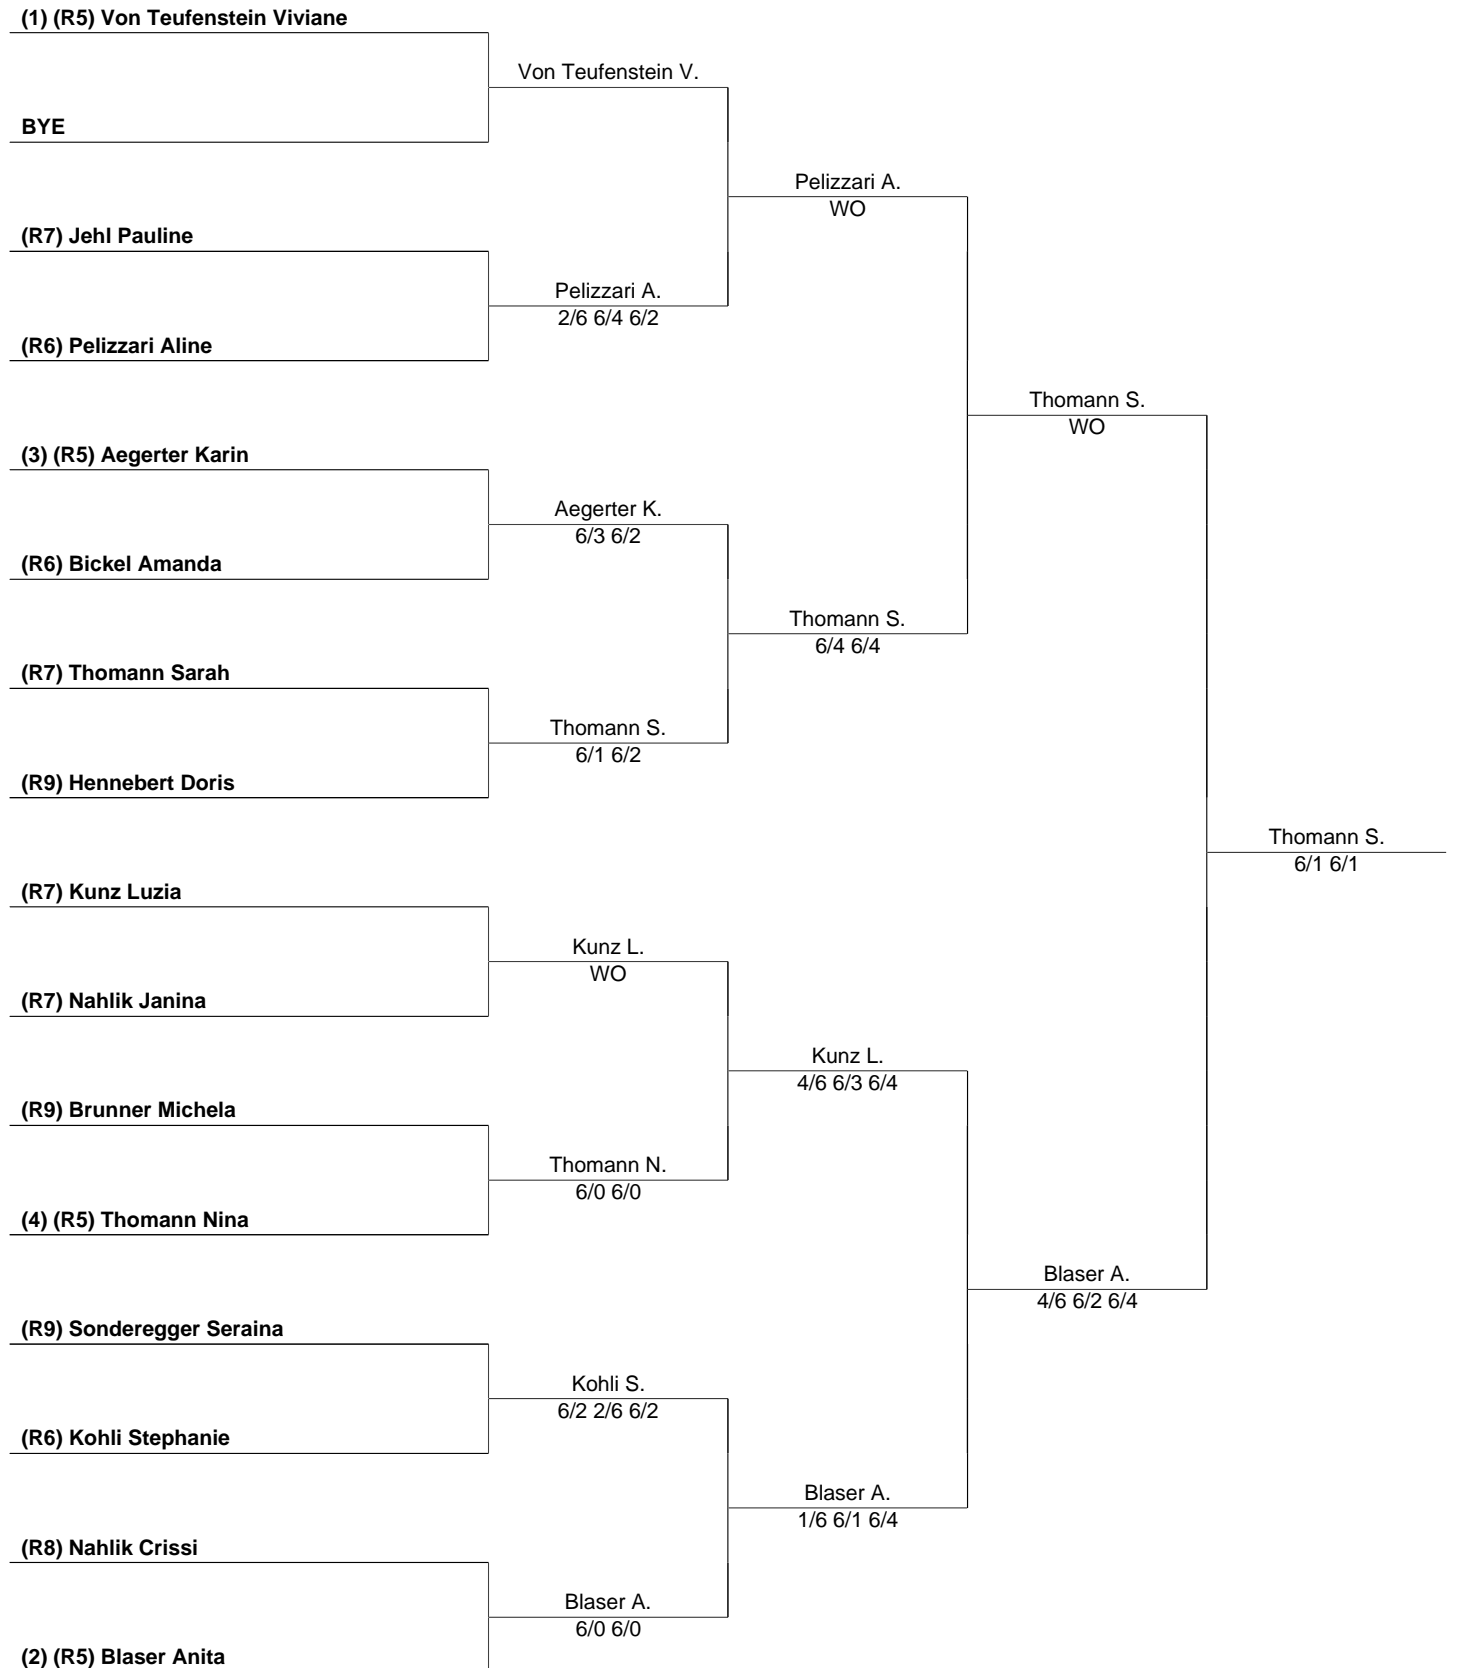 (1) (R5) Von Teufenstein Viviane
Von Teufenstein V.
BYE
Pelizzari A.
WO
(R7) Jehl Pauline
Pelizzari A.
2/6 6/4 6/2
(R6) Pelizzari Aline
Thomann S.
WO
(3) (R5) Aegerter Karin
Aegerter K.
6/3 6/2
(R6) Bickel Amanda
Thomann S.
6/4 6/4
(R7) Thomann Sarah
Thomann S.
6/1 6/2
(R9) Hennebert Doris
Thomann S.
6/1 6/1
(R7) Kunz Luzia
Kunz L.
WO
(R7) Nahlik Janina
Kunz L.
4/6 6/3 6/4
(R9) Brunner Michela
Thomann N.
6/0 6/0
(4) (R5) Thomann Nina
Blaser A.
4/6 6/2 6/4
(R9) Sonderegger Seraina
Kohli S.
6/2 2/6 6/2
(R6) Kohli Stephanie
Blaser A.
1/6 6/1 6/4
(R8) Nahlik Crissi
Blaser A.
6/0 6/0
(2) (R5) Blaser Anita